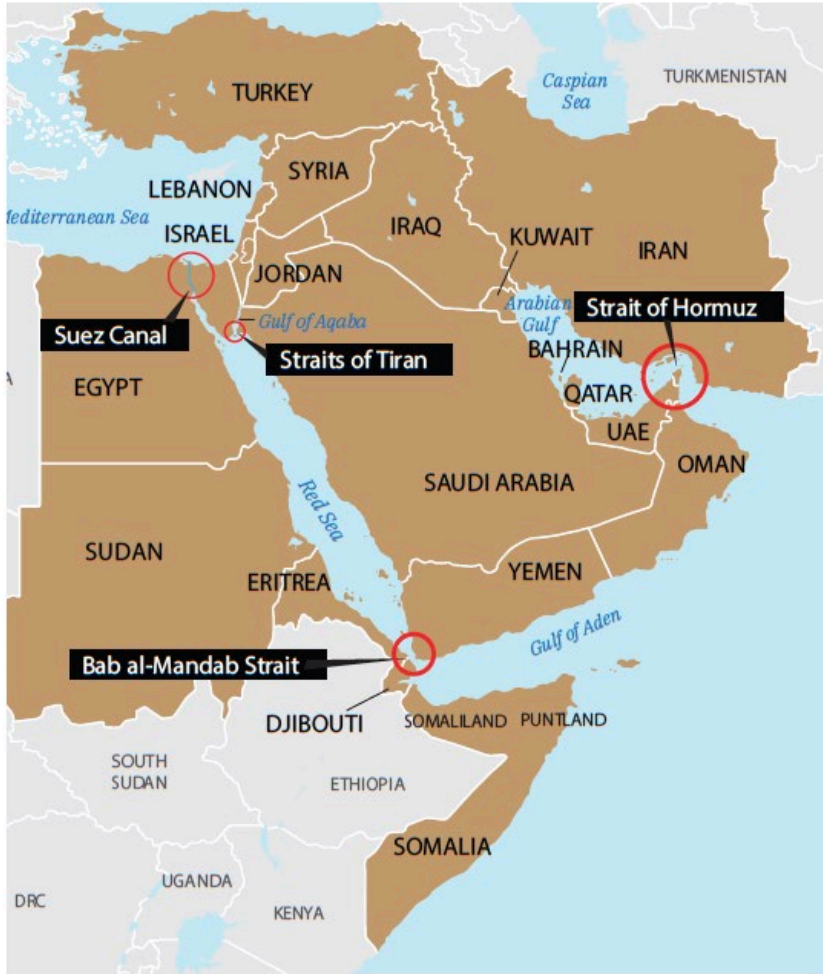 Caspian
Sea
TURKMENISTAN
TURKEY
SYRIA
LEBANON
Mediterranean Sea
ISRAEL
IRAQ
KUWAIT
IRAN
JORDAN
Arabian
Gulf
Strait of Hormuz
Gulf of Aqaba
Suez Canal
Straits of Tiran
BAHRAIN
EGYPT
QATAR
UAE
OMAN
SAUDI ARABIA
Red Sea
SUDAN
YEMEN
ERITREA
Gulf of Aden
Bab al-Mandab Strait
DJIBOUTI
SOMALILAND
PUNTLAND
SOUTH
SUDAN
ETHIOPIA
SOMALIA
UGANDA
DRC
KENYA